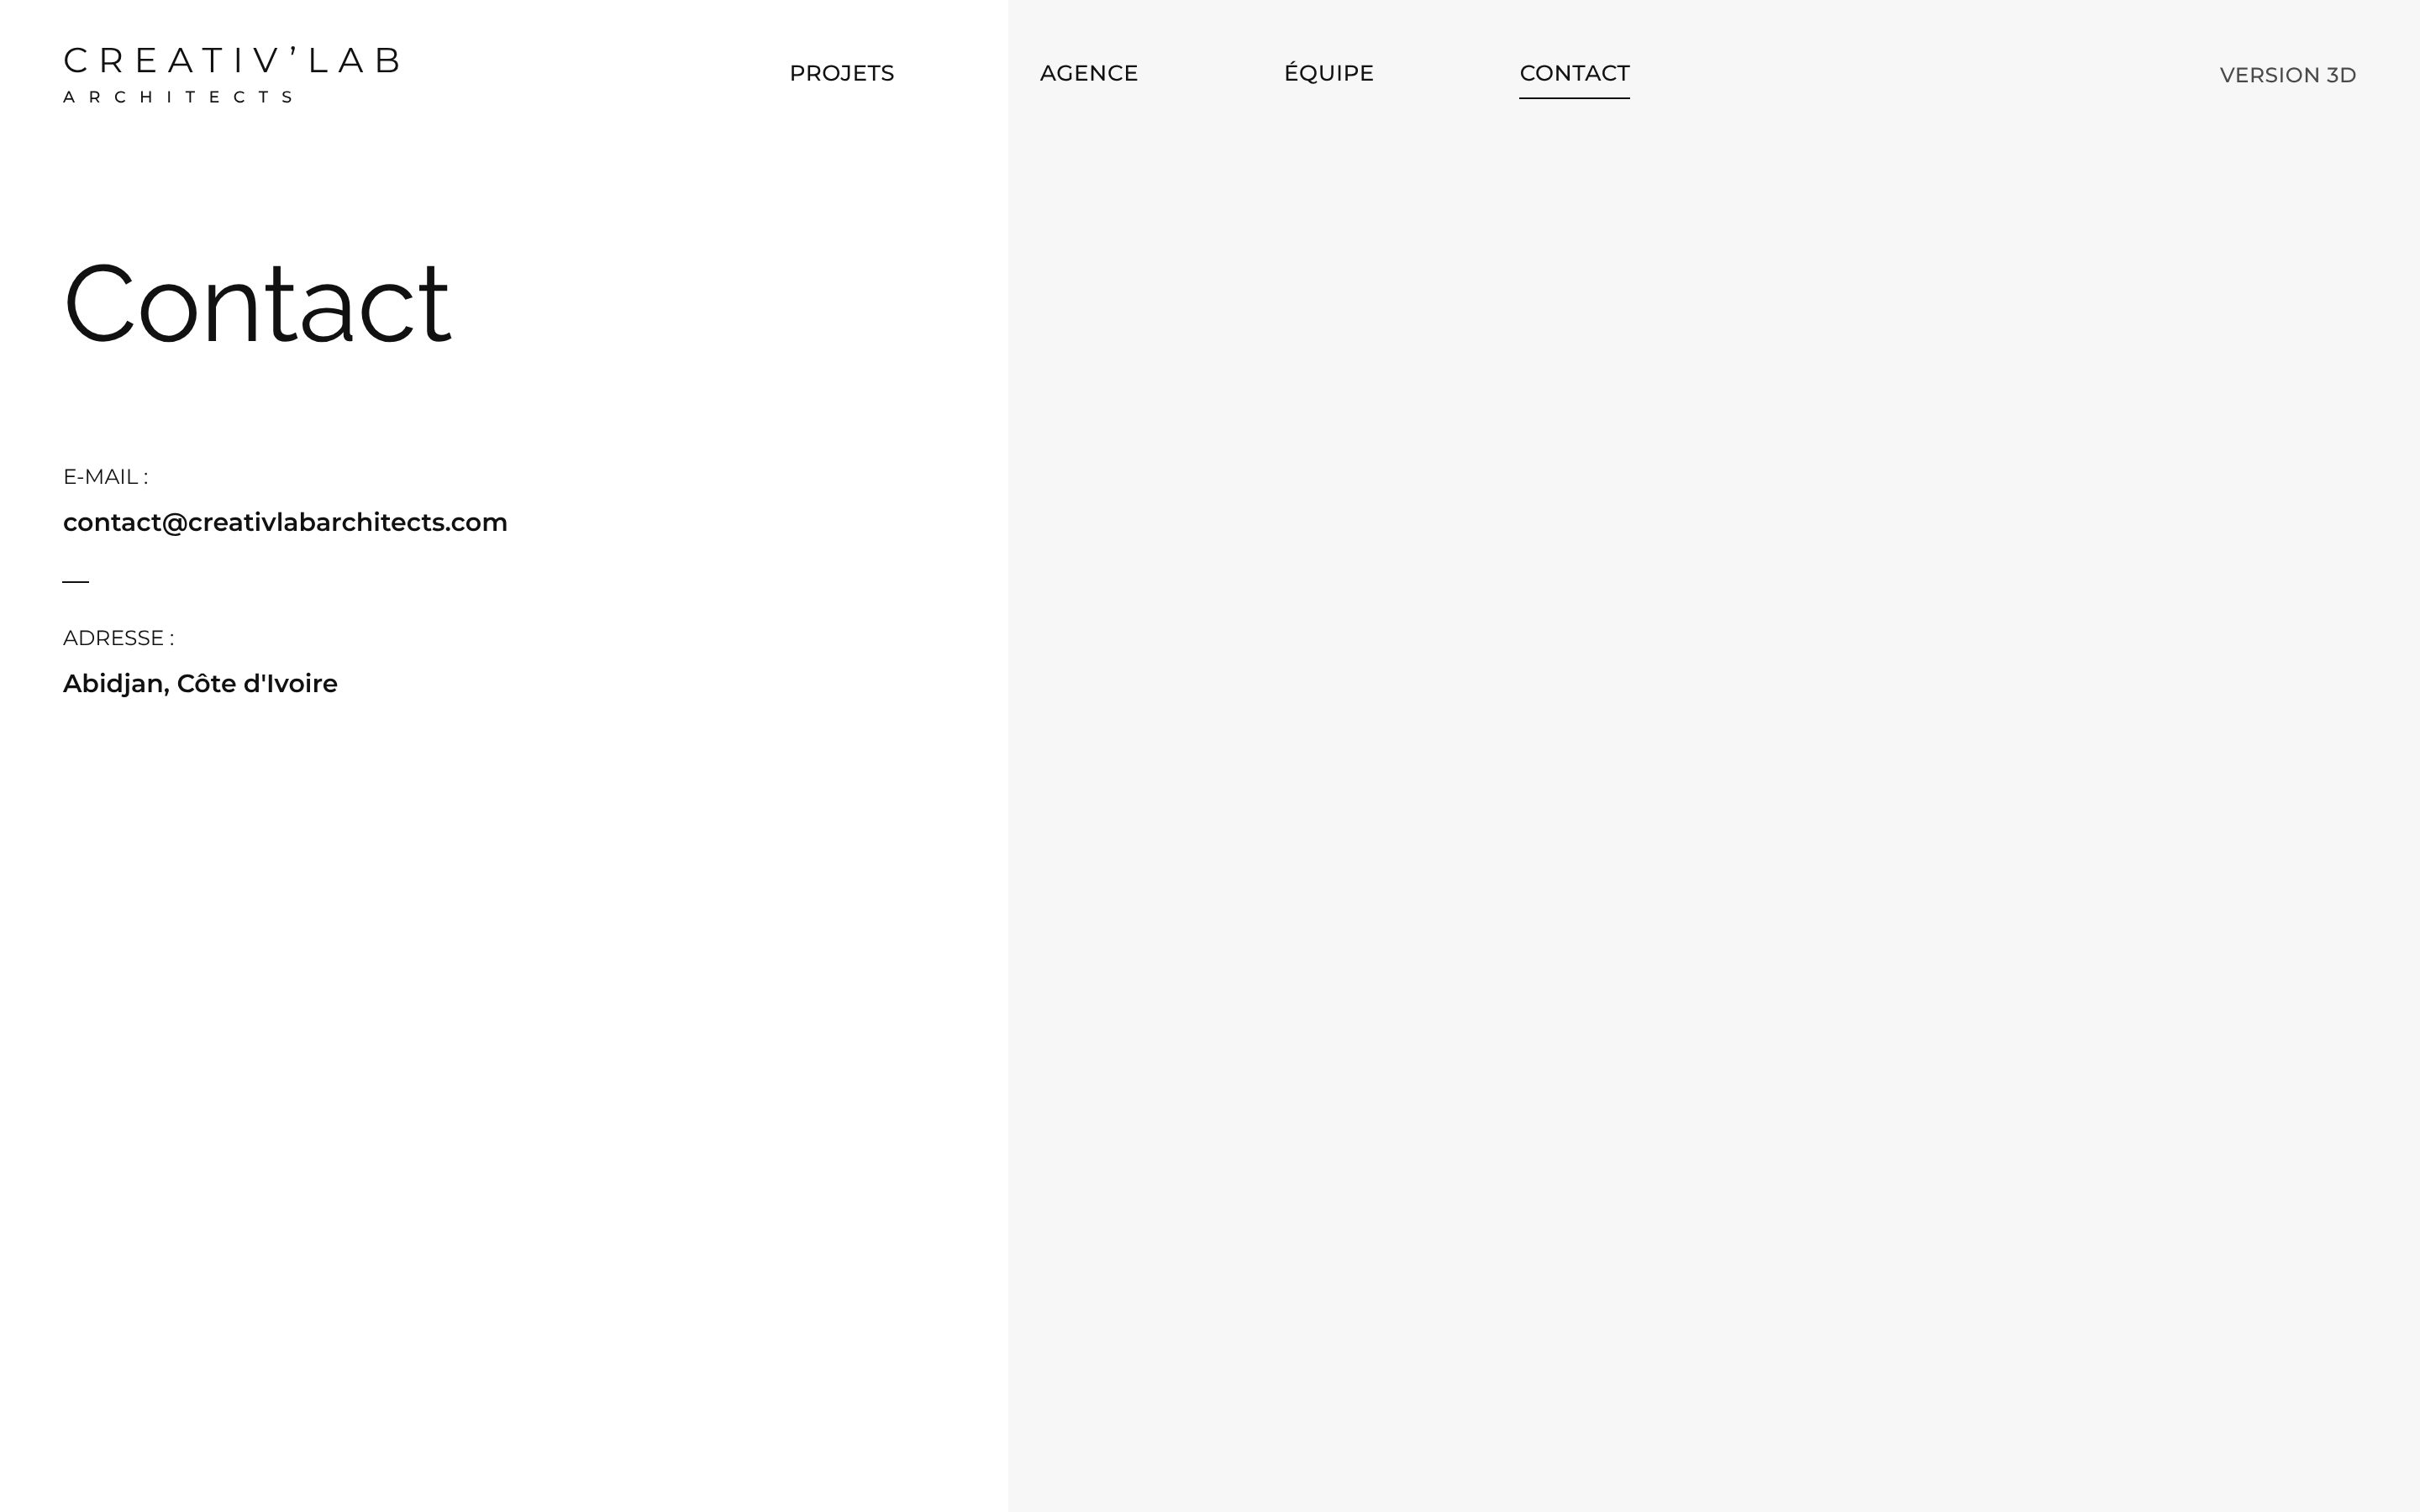 CREATIV’LAB
ARCHITECTS
PROJETS
AGENCE
ÉQUIPE
CONTACT
VERSION 3D
Contact
E-MAIL :
contact@creativlabarchitects.com
ADRESSE :
Abidjan, Côte d'Ivoire